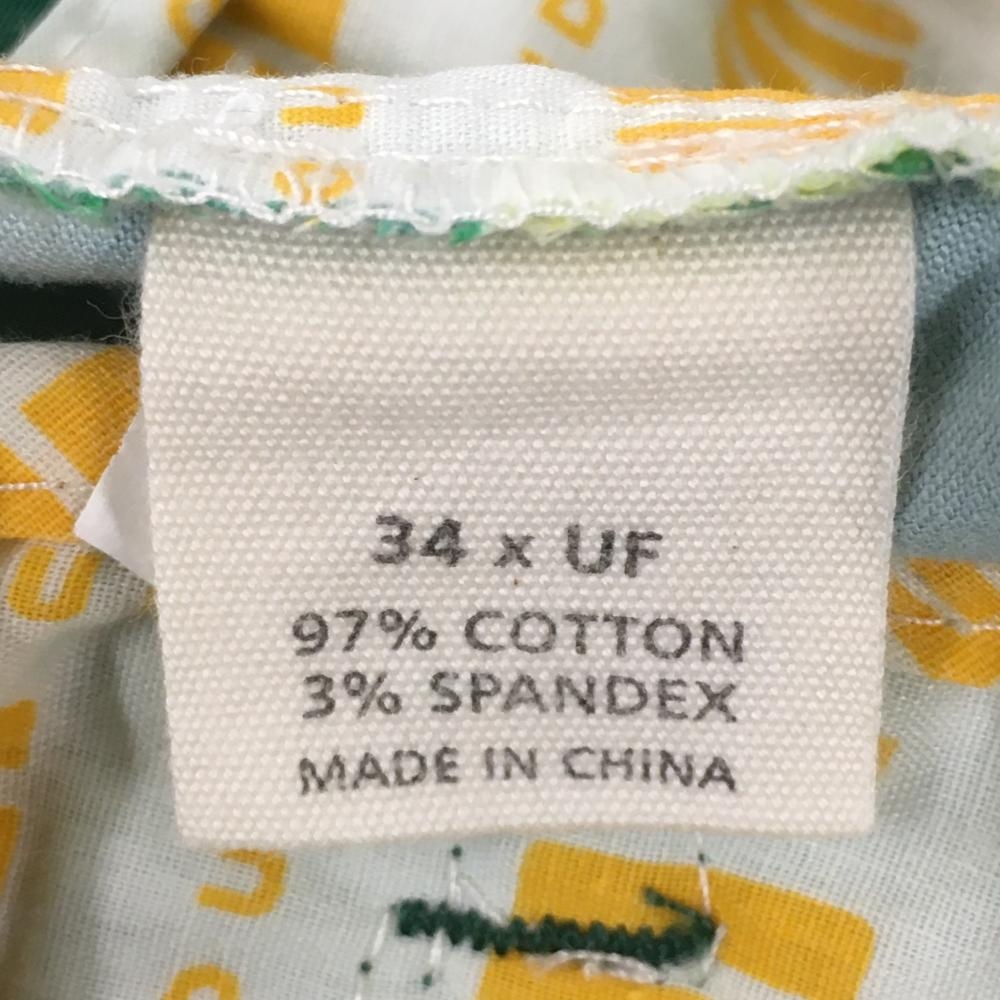 34 x UF
97% COTTON
3% SPANDEX
MADE IN CHINA